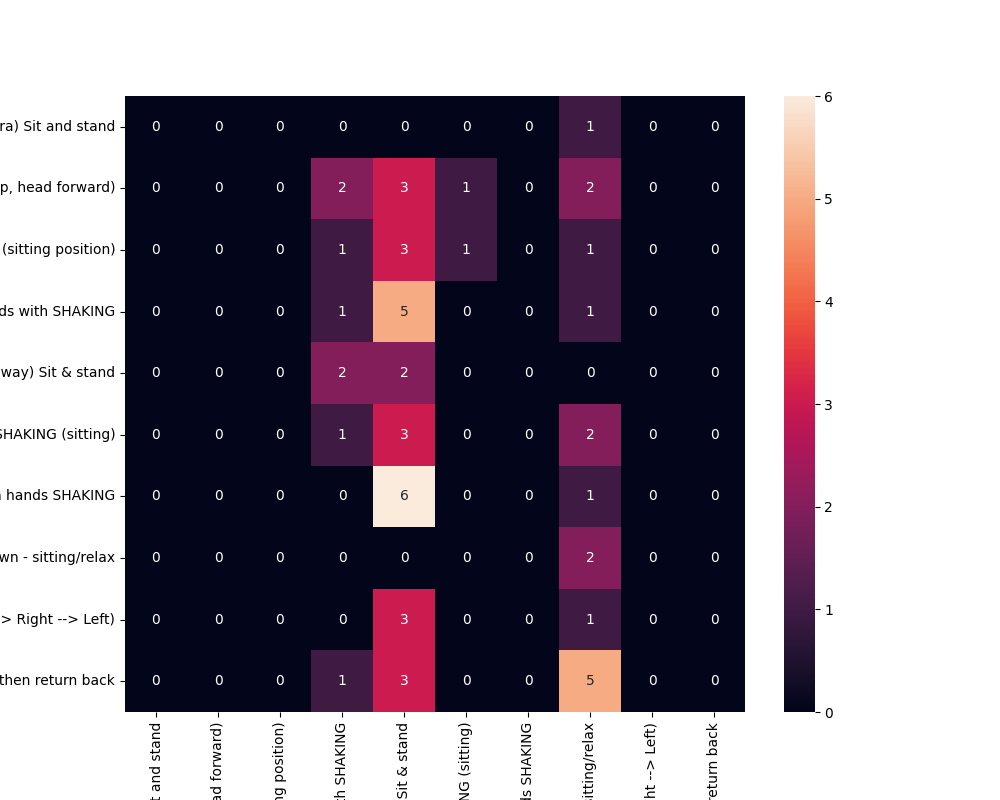 ra) Sit and stand 0 0 0 0 0 0 0 1 0 0
p, head forward) 0 0 0 2 3 1 0 2 0 0
(sitting position) 0 0 0 1 3 1 0 1 0 0
ds with SHAKING 0 0 0 1 5 0 0 1 0 0
way) Sit & stand 0 0 0 2 2 0 0 0 0 0
SHAKING (sitting) 0 0 0 1 3 0 0 2 0 0
hands SHAKING 0 0 0 0 6 0 0 1 0 0
wn - sitting/relax 0 0 0 0 0 0 0 2 0 0
> Right --> Left) 0 0 0 0 3 0 0 1 0 0
then return back 0 0 0 1 3 0 0 5 0 0
t and stand
ad forward)
ng position)
th SHAKING
Sit & stand
NG (sitting)
ds SHAKING
sitting/relax
ht --> Left)
return back
6
5
4
3
2
1
0